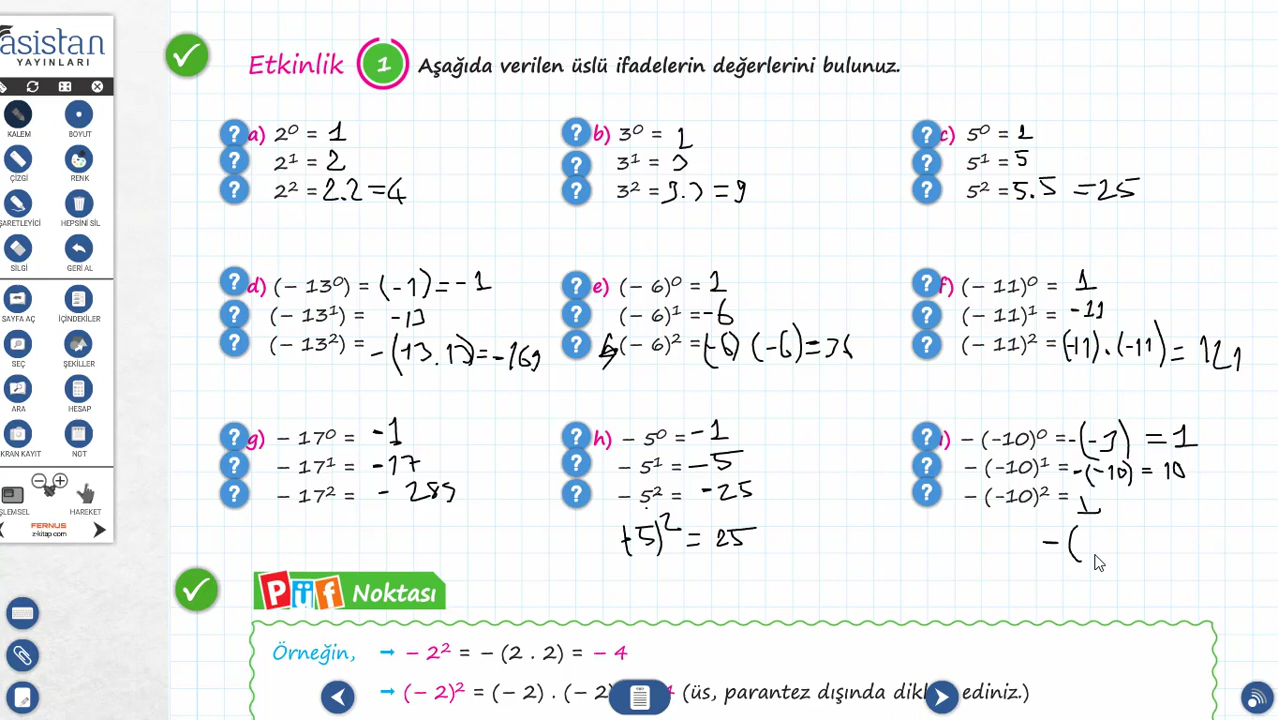 asistan
YAYINLARI
KALEM
BOYUT
ÇİZGİ
RENK
ŞARETLEYİCİ
HEPSİNİ SİL
SİLGİ
GERİ AL
SAYFA AÇ
İÇİNDEKİLER
SEÇ
ŞEKİLLER
ARA
HESAP
KRAN KAYIT
NOT
İŞLEMSEL
HAREKET
FERNUS
z-kitap.com
Etkinlik 1 Aşağıda verilen üslü ifadelerin değerlerini bulunuz.
a) 2⁰ = 1
2¹ = 2
2² = 2.2 = 4
b) 3⁰ = 1
3¹ = 3
3² = 3.3 = 9
c) 5⁰ = 1
5¹ = 5
5² = 5.5 = 25
d) (– 13⁰) = (-1) = -1
(– 13¹) = -13
(– 13²) = -(13.13) = -169
e) (– 6)⁰ = 1
(– 6)¹ = -6
(– 6)² = (-6) (-6) = 36
f) (– 11)⁰ = 1
(– 11)¹ = -11
(– 11)² = (-11).(-11) = 121
g) – 17⁰ = -1
– 17¹ = -17
– 17² = - 289
h) – 5⁰ = -1
– 5¹ = -5
– 5² = -25
(-5)² = 25
i) – (-10)⁰ = -(-1) = 1
– (-10)¹ = -(-10) = 10
– (-10)² =
- (
Püf Noktası
Örneğin, → – 2² = – (2 . 2) = – 4
→ (– 2)² = (– 2) . (– 2) 4 (üs, parantez dışında dikk ediniz.)